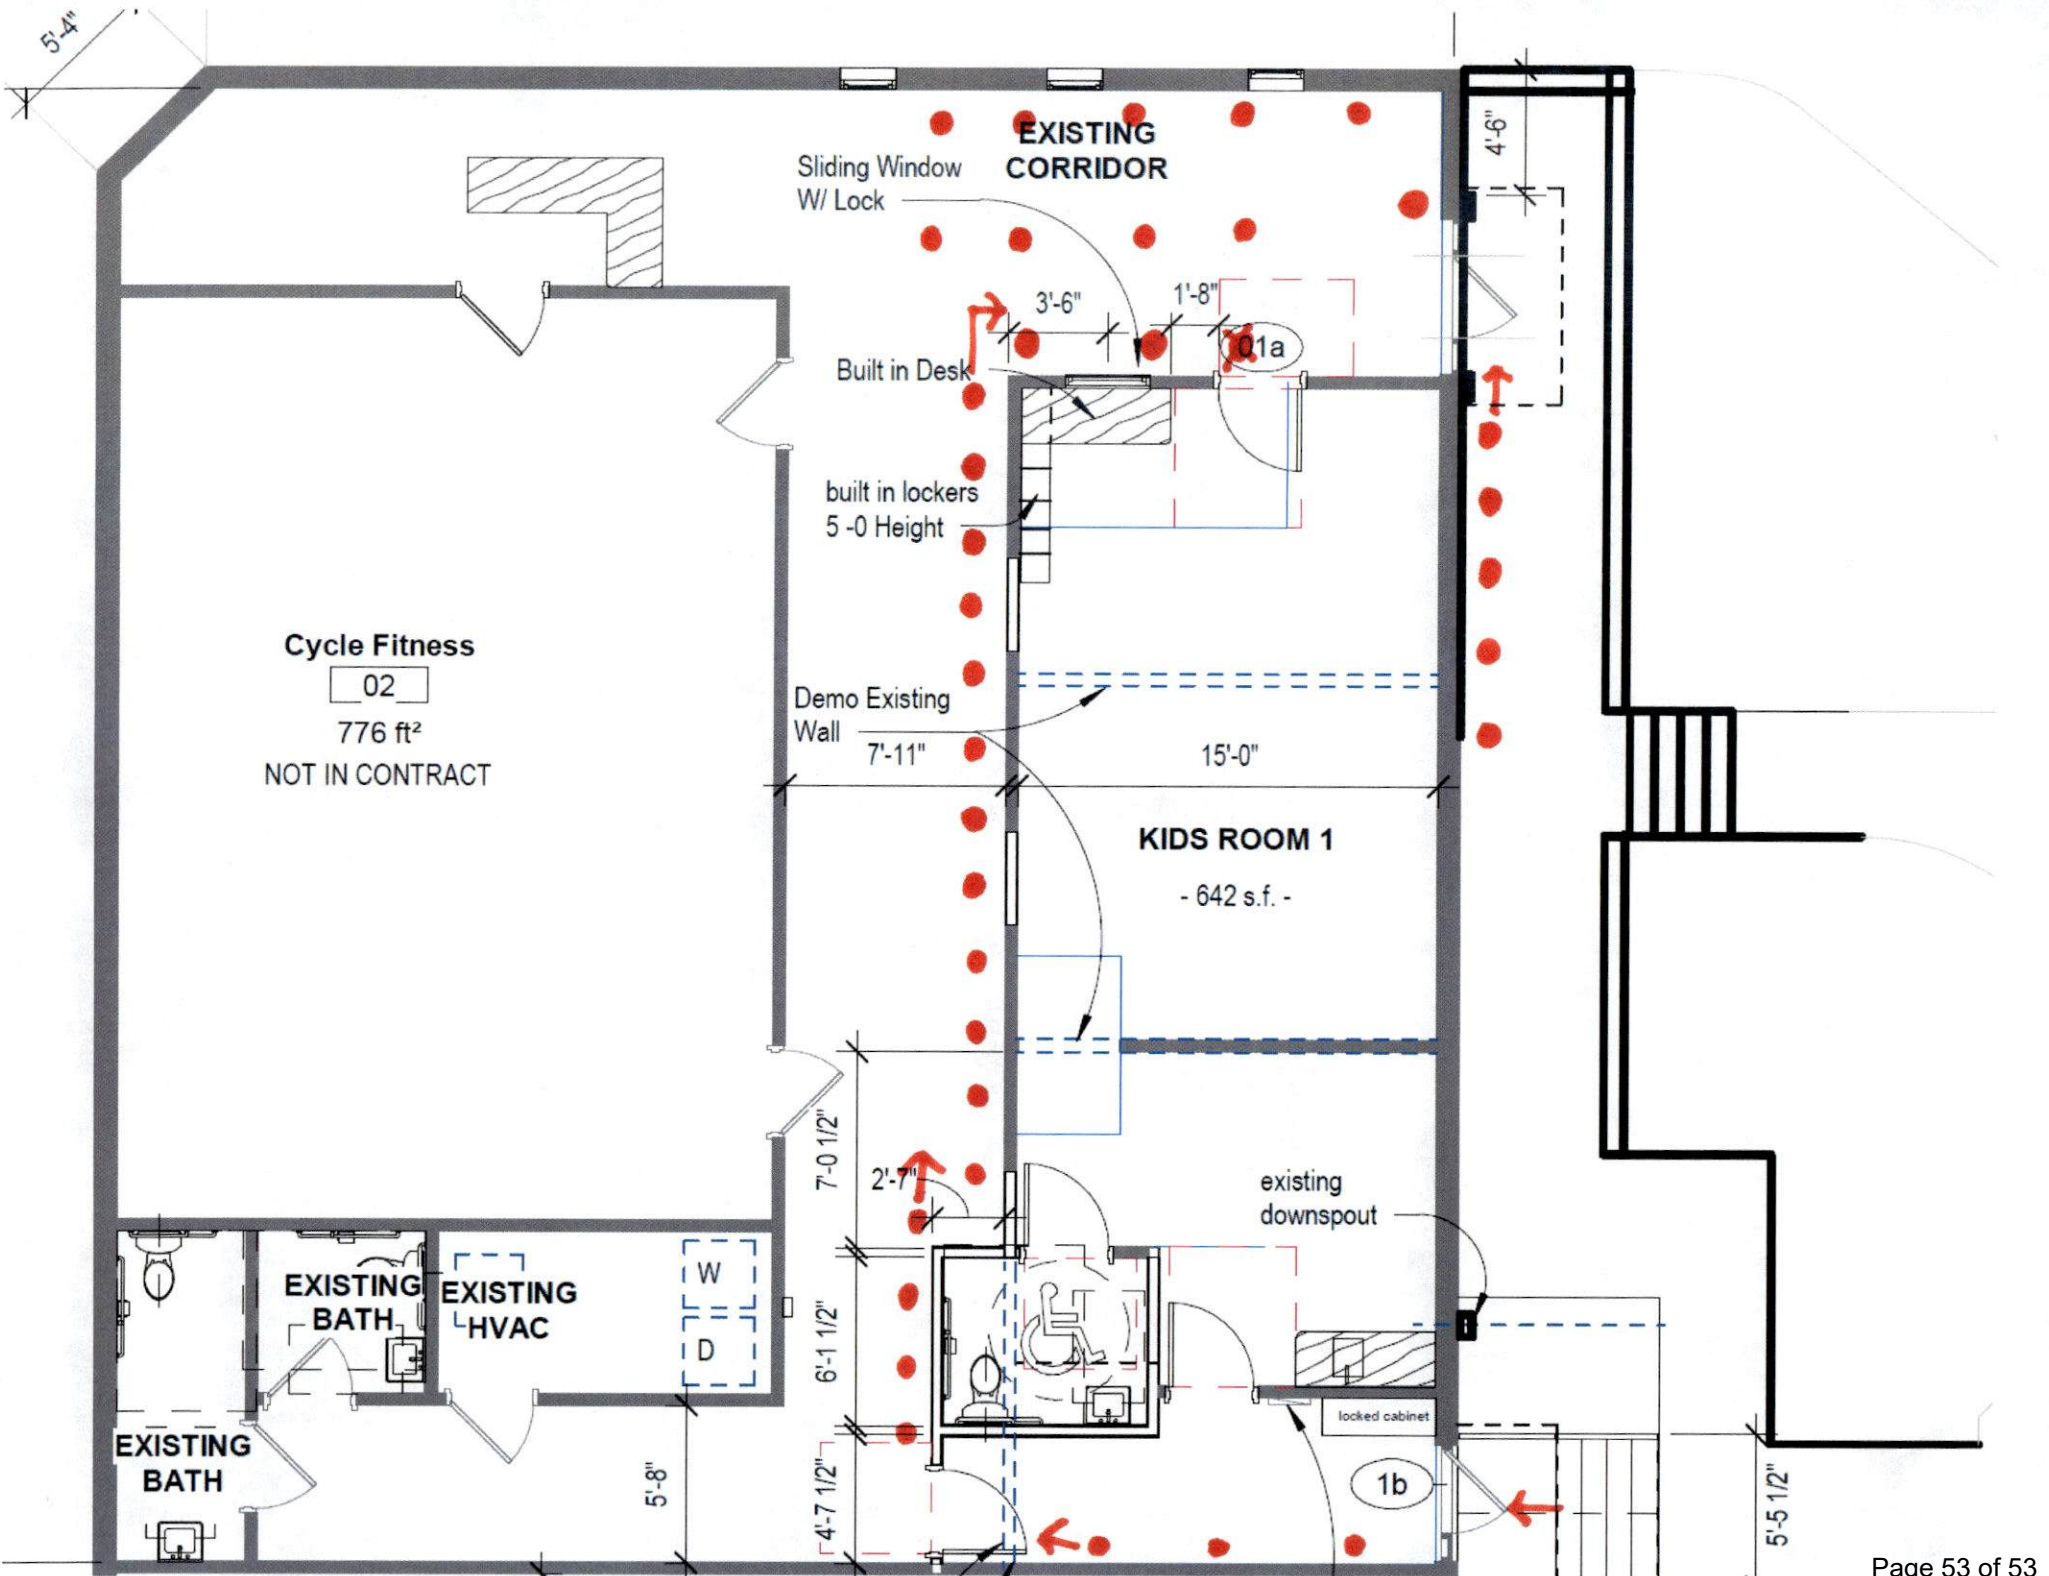 5'-4"
EXISTING
CORRIDOR
Sliding Window
W/ Lock
4'-6"
3'-6"
1'-8"
01a
Built in Desk
built in lockers
5 -0 Height
Cycle Fitness
02
776 ft²
NOT IN CONTRACT
Demo Existing
Wall
7'-11"
15'-0"
KIDS ROOM 1
- 642 s.f. -
7'-0 1/2"
2'-7"
existing
downspout
EXISTING
BATH
EXISTING
HVAC
W
D
6'-1 1/2"
EXISTING
BATH
5'-8"
4'-7 1/2"
locked cabinet
1b
5'-5 1/2"
Page 53 of 53